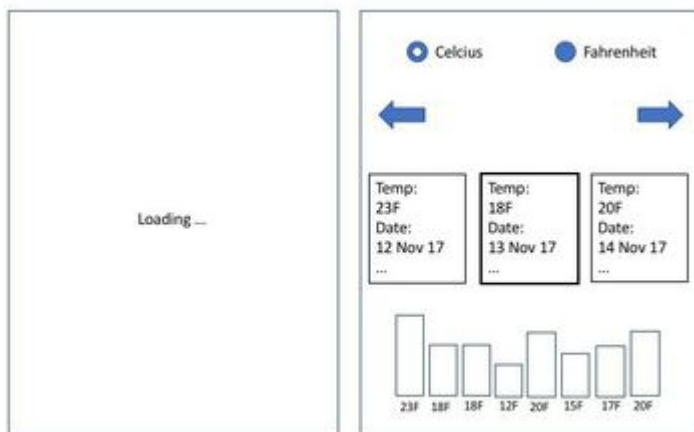 Loading ...
Celcius Fahrenheit
Temp:
23F
Date:
12 Nov 17
...
Temp:
18F
Date:
13 Nov 17
...
Temp:
20F
Date:
14 Nov 17
...
23F 18F 18F 12F 20F 15F 17F 20F